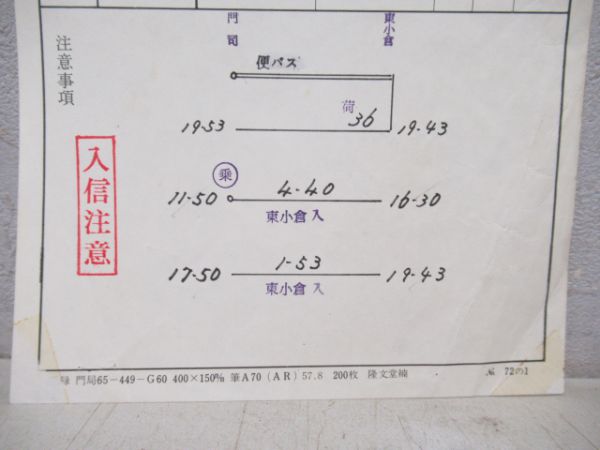 注意事項
門司
東小倉
便バス
荷
36
19-53
19-43
入信注意
乗
11-50
4-40
16-30
東小倉入
17-50
1-53
19-43
東小倉入
門局65-449-G60 400×150% 筆A70 (AR) 57.8 200枚 隆文堂
72の1